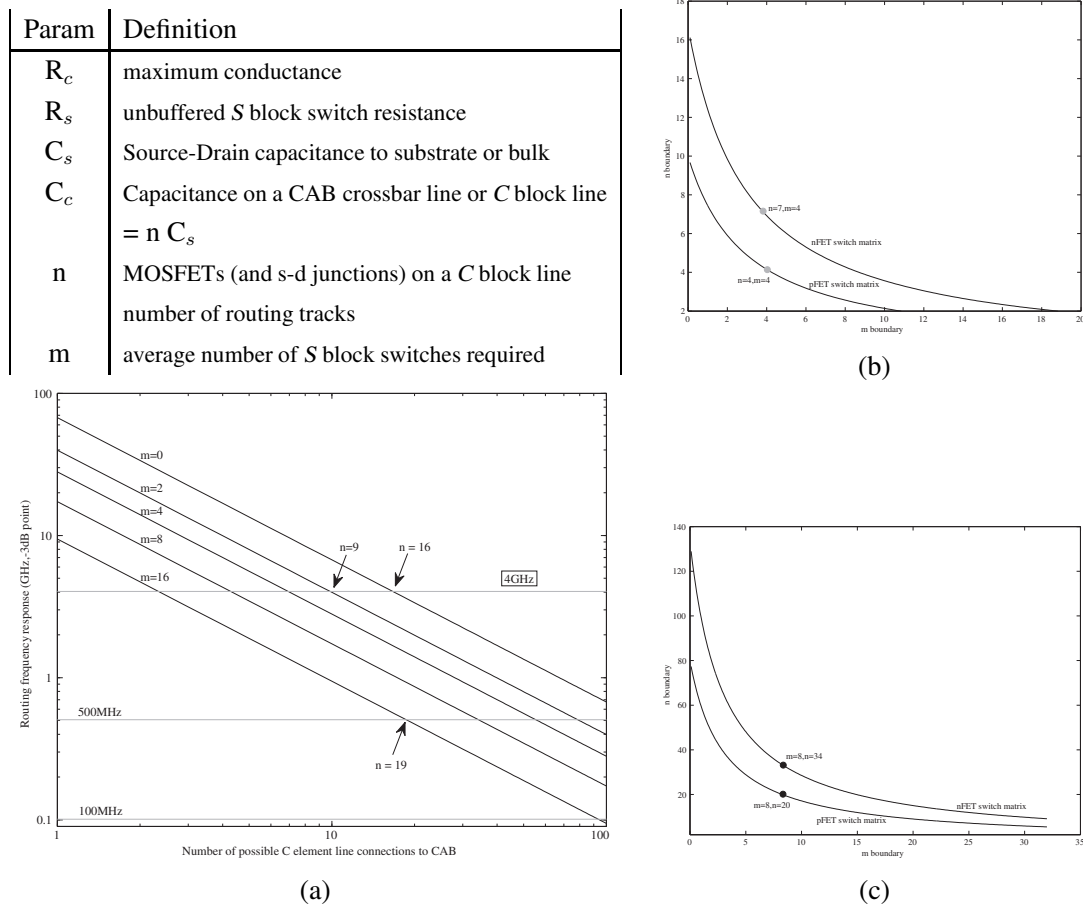 Param Definition
R_c maximum conductance
R_s unbuffered S block switch resistance
C_s Source-Drain capacitance to substrate or bulk
C_c Capacitance on a CAB crossbar line or C block line
= n C_s
n MOSFETs (and s-d junctions) on a C block line
number of routing tracks
m average number of S block switches required
n boundary
18
16
14
12
10
8
6
4
2
0 2 4 6 8 10 12 14 16 18 20
m boundary
n=7,m=4
nFET switch matrix
n=4,m=4
pFET switch matrix
(b)
Routing frequency response (GHz,-3dB point)
100
10
1
0.1
m=0
m=2
m=4
m=8
m=16
n=9
n = 16
4GHz
500MHz
n = 19
100MHz
1 10 100
Number of possible C element line connections to CAB
(a)
n boundary
140
120
100
80
60
40
20
m=8,n=34
m=8,n=20
nFET switch matrix
pFET switch matrix
0 5 10 15 20 25 30 35
m boundary
(c)